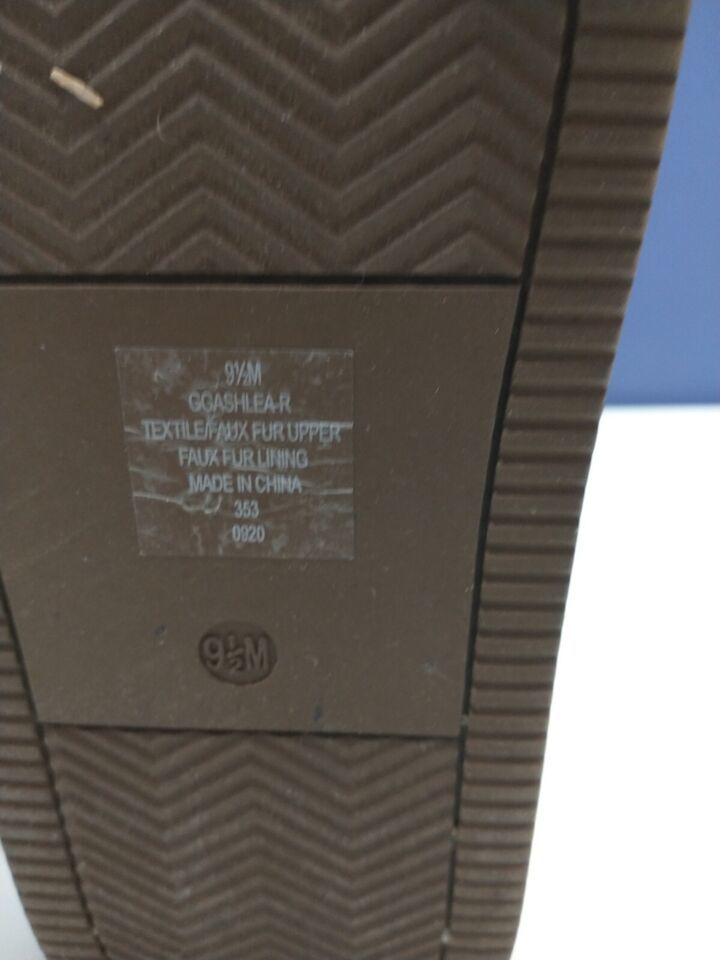 9½M
GGASHLEA-R
TEXTILE/FAUX FUR UPPER
FAUX FUR LINING
MADE IN CHINA
353
0920
9½M